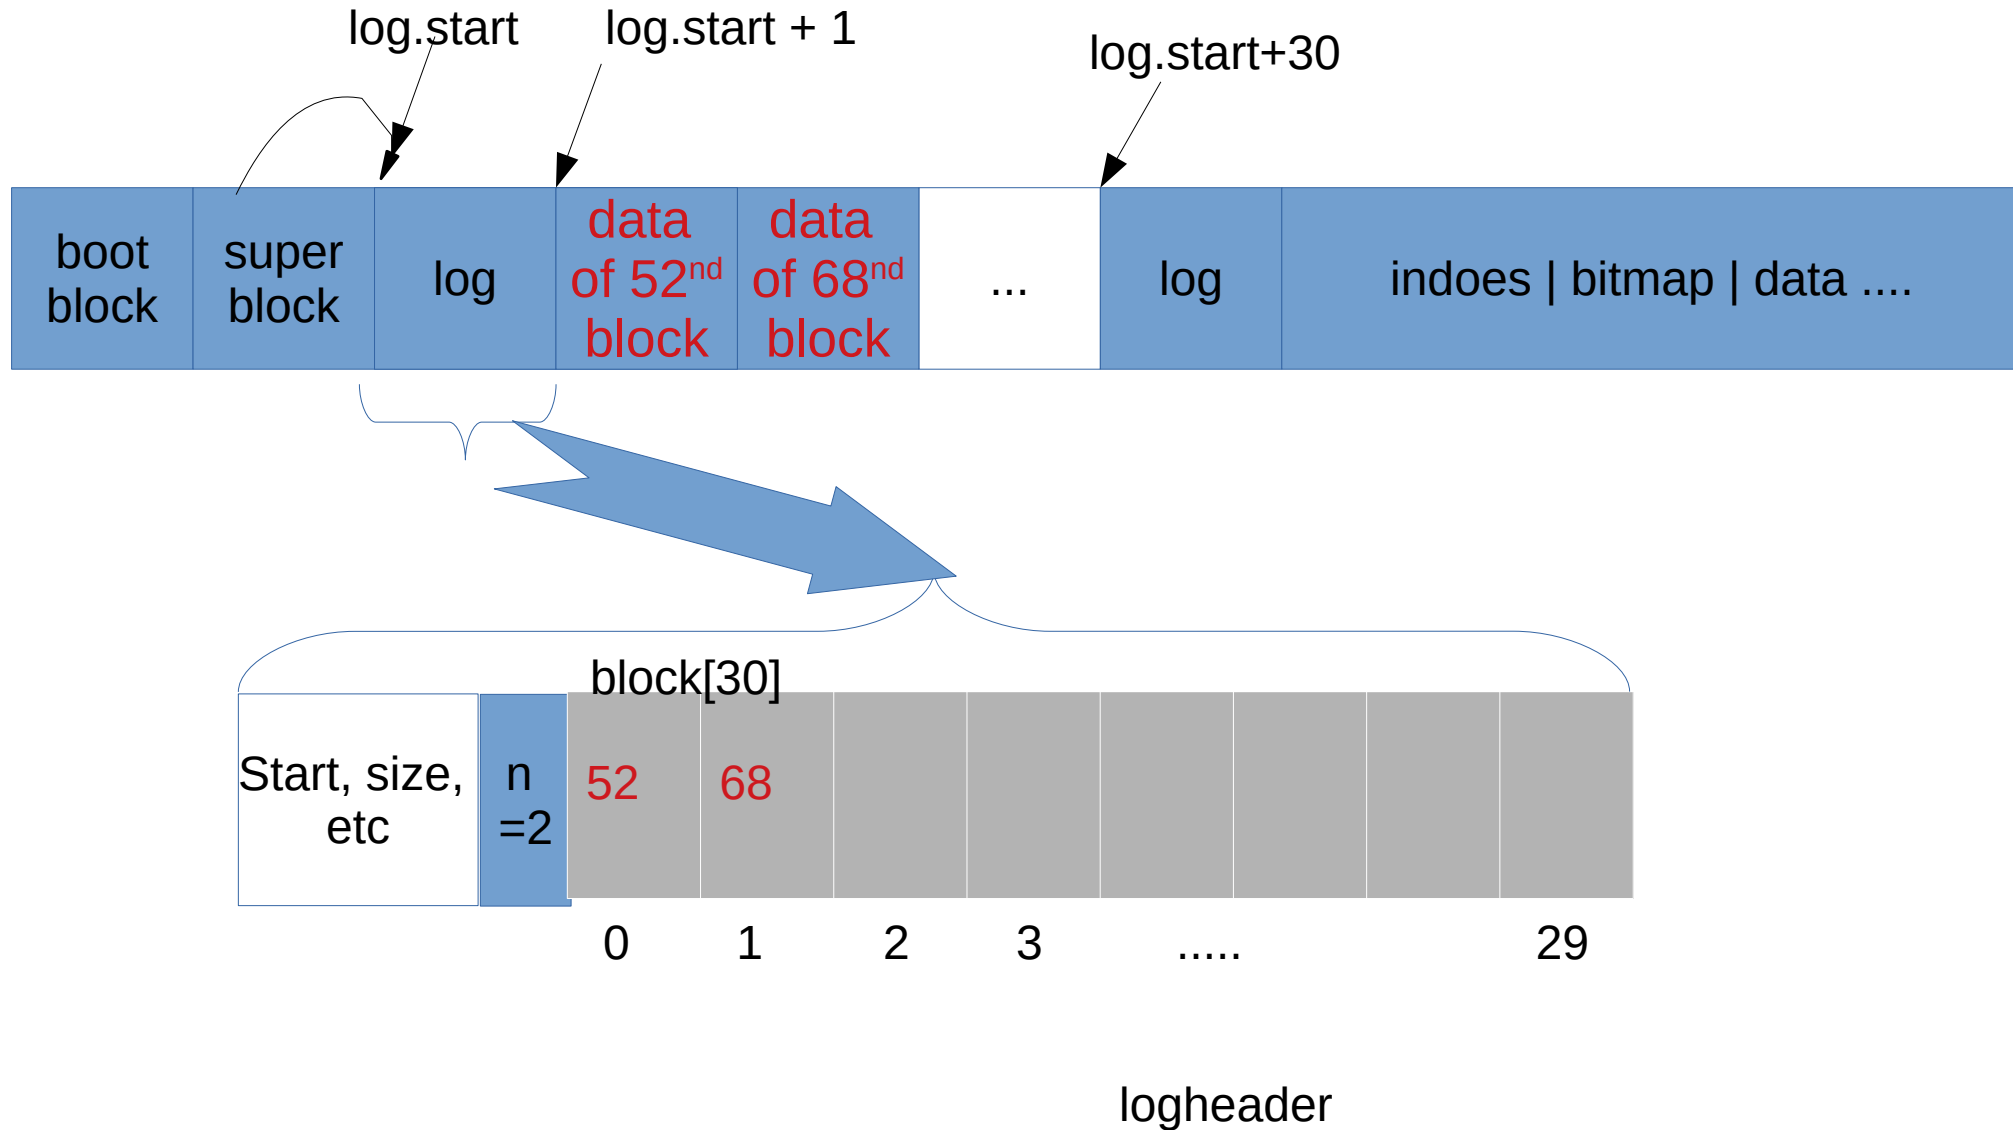 log.start
log.start + 1
log.start+30
boot
block
super
block
log
data
of 52nd
block
data
of 68nd
block
...
log
indoes | bitmap | data ....
block[30]
Start, size,
etc
n
=2
52
68
0
1
2
3
.....
29
logheader